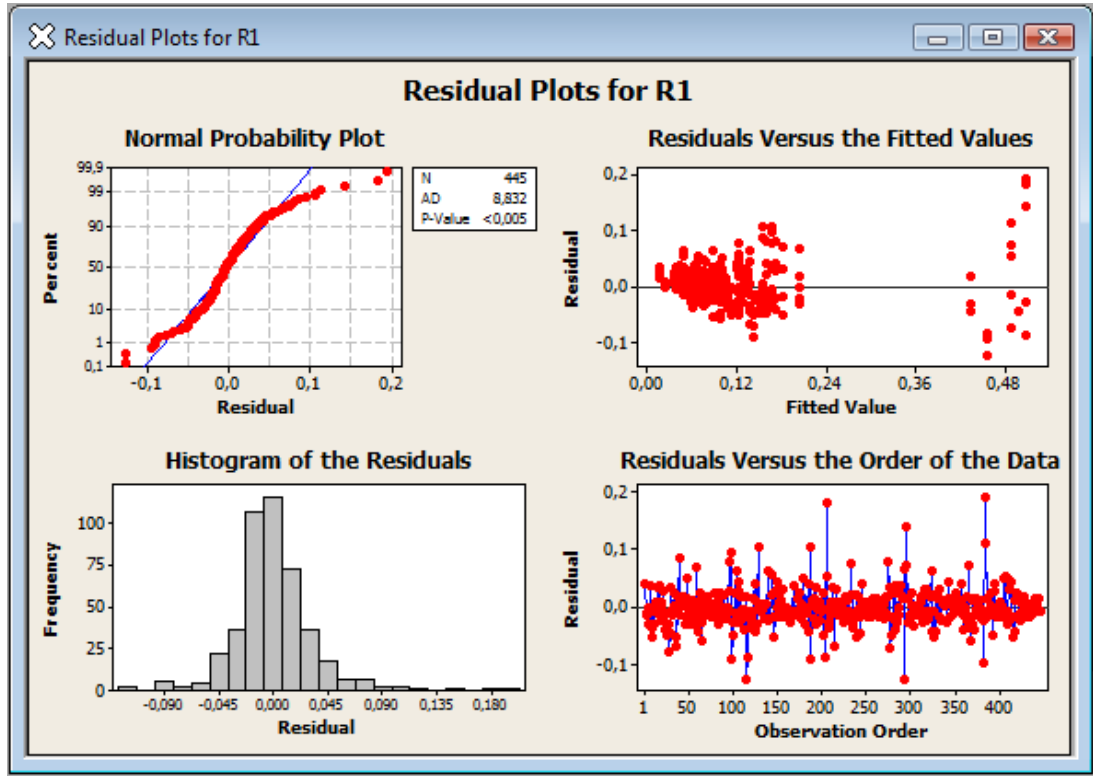 Residual Plots for R1
Residual Plots for R1
Normal Probability Plot
99,9
99
90
50
10
1
0,1
Percent
-0,1 0,0 0,1 0,2
Residual
N 445
AD 8,832
P-Value <0,005
Residuals Versus the Fitted Values
0,2
0,1
0,0
-0,1
Residual
0,00 0,12 0,24 0,36 0,48
Fitted Value
Histogram of the Residuals
100
75
50
25
0
Frequency
-0,090 -0,045 0,000 0,045 0,090 0,135 0,180
Residual
Residuals Versus the Order of the Data
0,2
0,1
0,0
-0,1
Residual
1 50 100 150 200 250 300 350 400
Observation Order